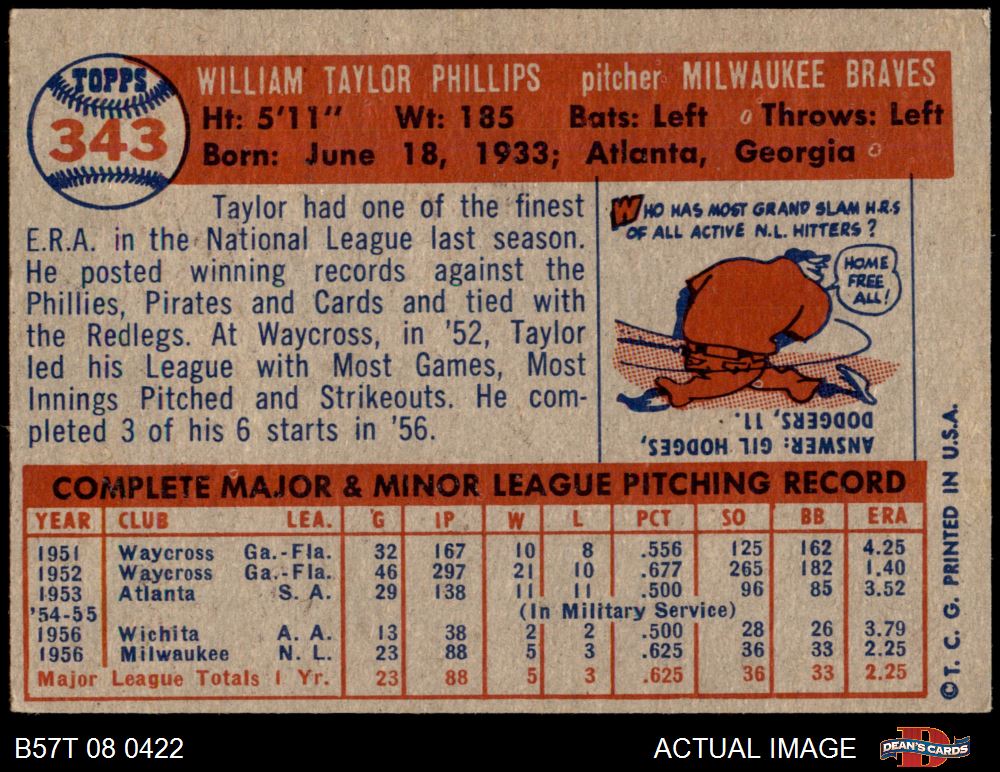 TOPPS
343
WILLIAM TAYLOR PHILLIPS pitcher MILWAUKEE BRAVES
Ht: 5'11" Wt: 185 Bats: Left Throws: Left
Born: June 18, 1933; Atlanta, Georgia
Taylor had one of the finest
E.R.A. in the National League last season.
He posted winning records against the
Phillies, Pirates and Cards and tied with
the Redlegs. At Waycross, in '52, Taylor
led his League with Most Games, Most
Innings Pitched and Strikeouts. He com-
pleted 3 of his 6 starts in '56.
WHO HAS MOST GRAND SLAM H.R.S
OF ALL ACTIVE N.L. HITTERS?
HOME
FREE
ALL!
ANSWER: GIL HODGES,
DODGERS, 11.
COMPLETE MAJOR & MINOR LEAGUE PITCHING RECORD
YEAR CLUB LEA. G IP W L PCT SO BB ERA
1951 Waycross Ga.-Fla. 32 167 10 8 .556 125 162 4.25
1952 Waycross Ga.-Fla. 46 297 21 10 .677 265 182 1.40
1953 Atlanta S. A. 29 138 11 11 .500 96 85 3.52
'54-55 (In Military Service)
1956 Wichita A. A. 13 38 2 2 .500 28 26 3.79
1956 Milwaukee N. L. 23 88 5 3 .625 36 33 2.25
Major League Totals 1 Yr. 23 88 5 3 .625 36 33 2.25
© T. C. G. PRINTED IN U.S.A.
B57T 08 0422 ACTUAL IMAGE DEAN'S CARDS